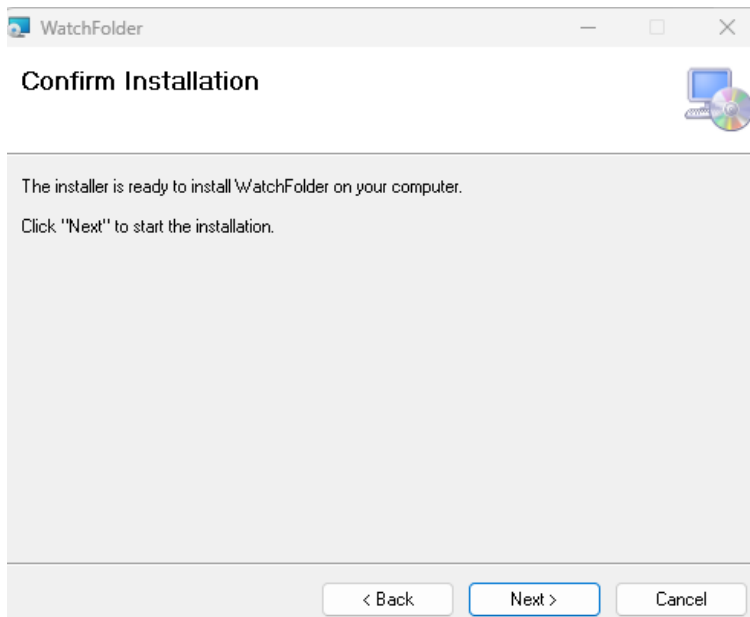 WatchFolder
Confirm Installation
The installer is ready to install WatchFolder on your computer.
Click "Next" to start the installation.
< Back
Next >
Cancel